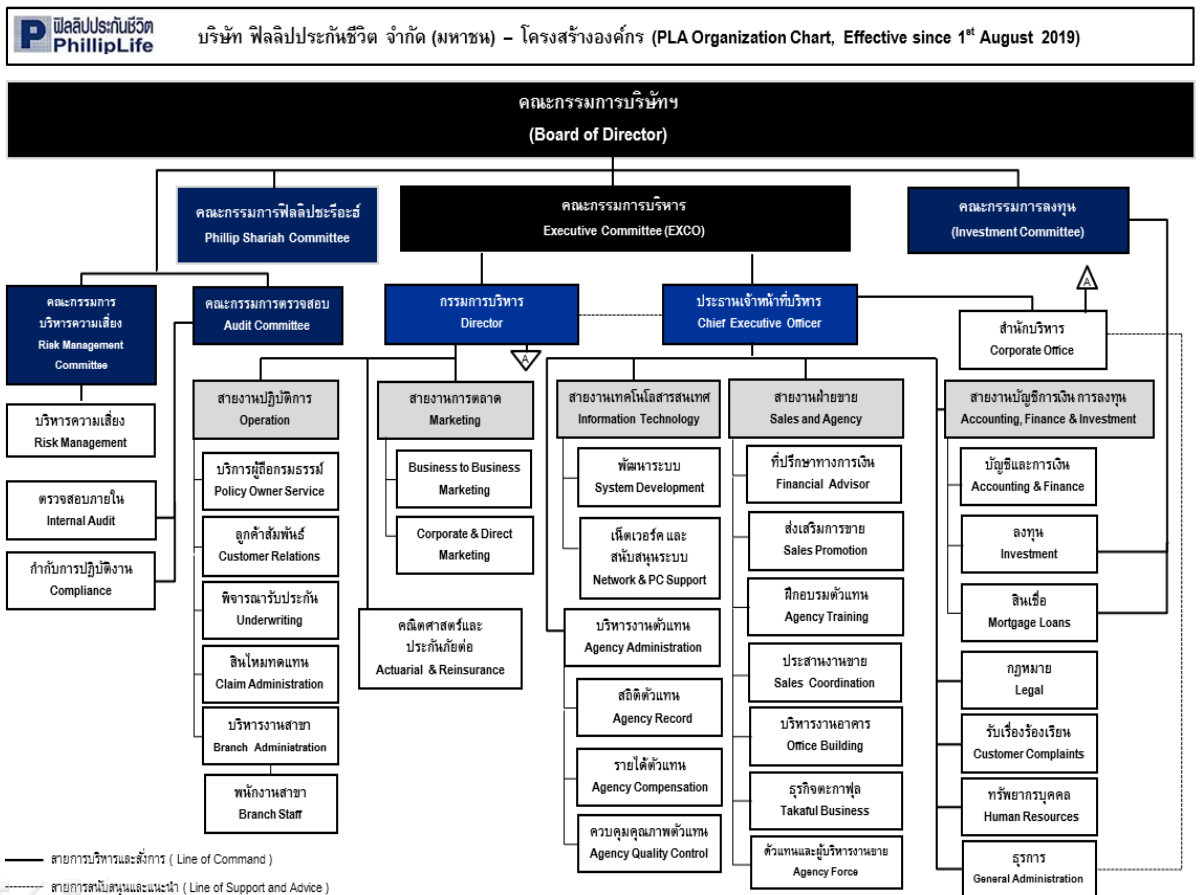 ฟิลลิปประกันชีวิต
PhillipLife
บริษัท ฟิลลิปประกันชีวิต จำกัด (มหาชน) – โครงสร้างองค์กร (PLA Organization Chart, Effective since 1st August 2019)
คณะกรรมการบริษัทฯ
(Board of Director)
คณะกรรมการฟิลลิปชะรีอะฮ์
Phillip Shariah Committee
คณะกรรมการบริหาร
Executive Committee (EXCO)
คณะกรรมการลงทุน
(Investment Committee)
คณะกรรมการ
บริหารความเสี่ยง
Risk Management
Committee
คณะกรรมการตรวจสอบ
Audit Committee
กรรมการบริหาร
Director
ประธานเจ้าหน้าที่บริหาร
Chief Executive Officer
A
สำนักบริหาร
Corporate Office
A
บริหารความเสี่ยง
Risk Management
ตรวจสอบภายใน
Internal Audit
กำกับการปฏิบัติงาน
Compliance
สายงานปฏิบัติการ
Operation
บริการผู้ถือกรมธรรม์
Policy Owner Service
ลูกค้าสัมพันธ์
Customer Relations
พิจารณารับประกัน
Underwriting
สินไหมทดแทน
Claim Administration
บริหารงานสาขา
Branch Administration
พนักงานสาขา
Branch Staff
สายงานการตลาด
Marketing
Business to Business
Marketing
Corporate & Direct
Marketing
คณิตศาสตร์และ
ประกันภัยต่อ
Actuarial & Reinsurance
สายงานเทคโนโลสารสนเทศ
Information Technology
พัฒนาระบบ
System Development
เน็ตเวอร์ค และ
สนับสนุนระบบ
Network & PC Support
บริหารงานตัวแทน
Agency Administration
สถิติตัวแทน
Agency Record
รายได้ตัวแทน
Agency Compensation
ควบคุมคุณภาพตัวแทน
Agency Quality Control
สายงานฝ่ายขาย
Sales and Agency
ที่ปรึกษาทางการเงิน
Financial Advisor
ส่งเสริมการขาย
Sales Promotion
ฝึกอบรมตัวแทน
Agency Training
ประสานงานขาย
Sales Coordination
บริหารงานอาคาร
Office Building
ธุรกิจตะกาฟุล
Takaful Business
ตัวแทนและผู้บริหารงานขาย
Agency Force
สายงานบัญชีการเงิน การลงทุน
Accounting, Finance & Investment
บัญชีและการเงิน
Accounting & Finance
ลงทุน
Investment
สินเชื่อ
Mortgage Loans
กฎหมาย
Legal
รับเรื่องร้องเรียน
Customer Complaints
ทรัพยากรบุคคล
Human Resources
ธุรการ
General Administration
สายการบริหารและสั่งการ ( Line of Command )
สายการสนับสนุนและแนะนำ ( Line of Support and Advice )